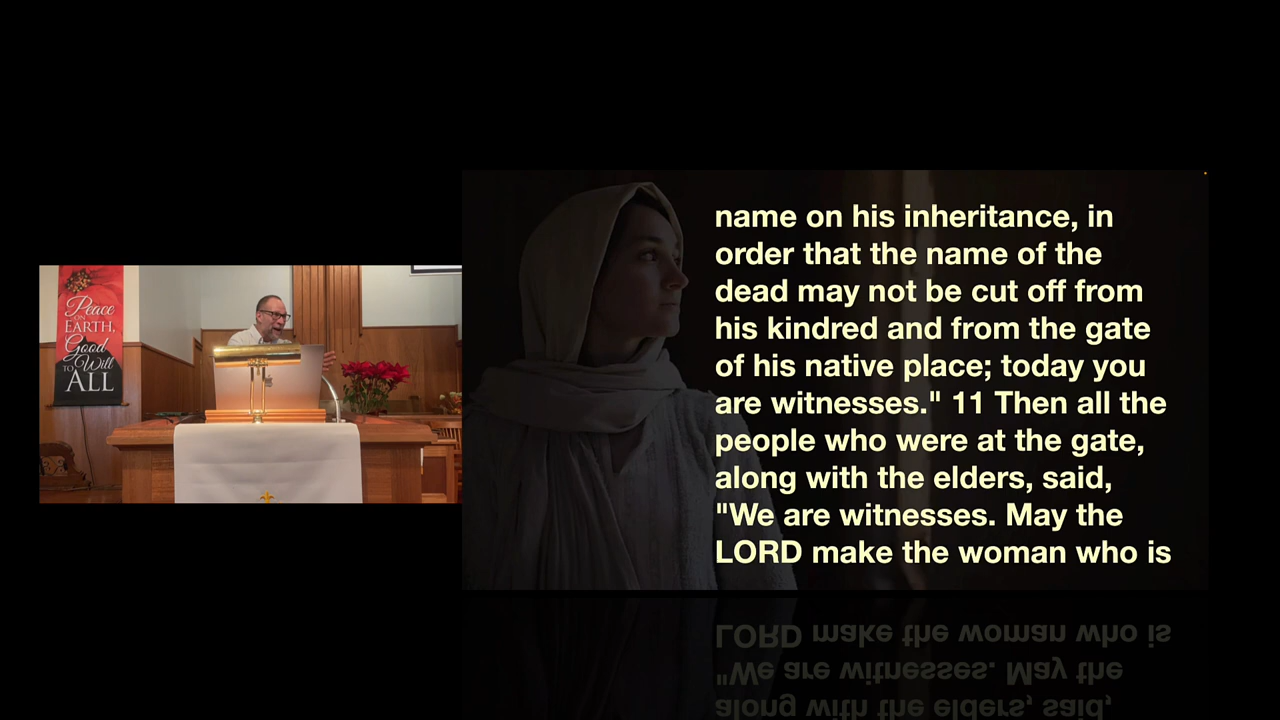 Peace
ON
EARTH,
Good
Will
TO
ALL
name on his inheritance, in
order that the name of the
dead may not be cut off from
his kindred and from the gate
of his native place; today you
are witnesses." 11 Then all the
people who were at the gate,
along with the elders, said,
"We are witnesses. May the
LORD make the woman who is
LORD make the woman who is
"We are witnesses. May the
along with the elders, said,